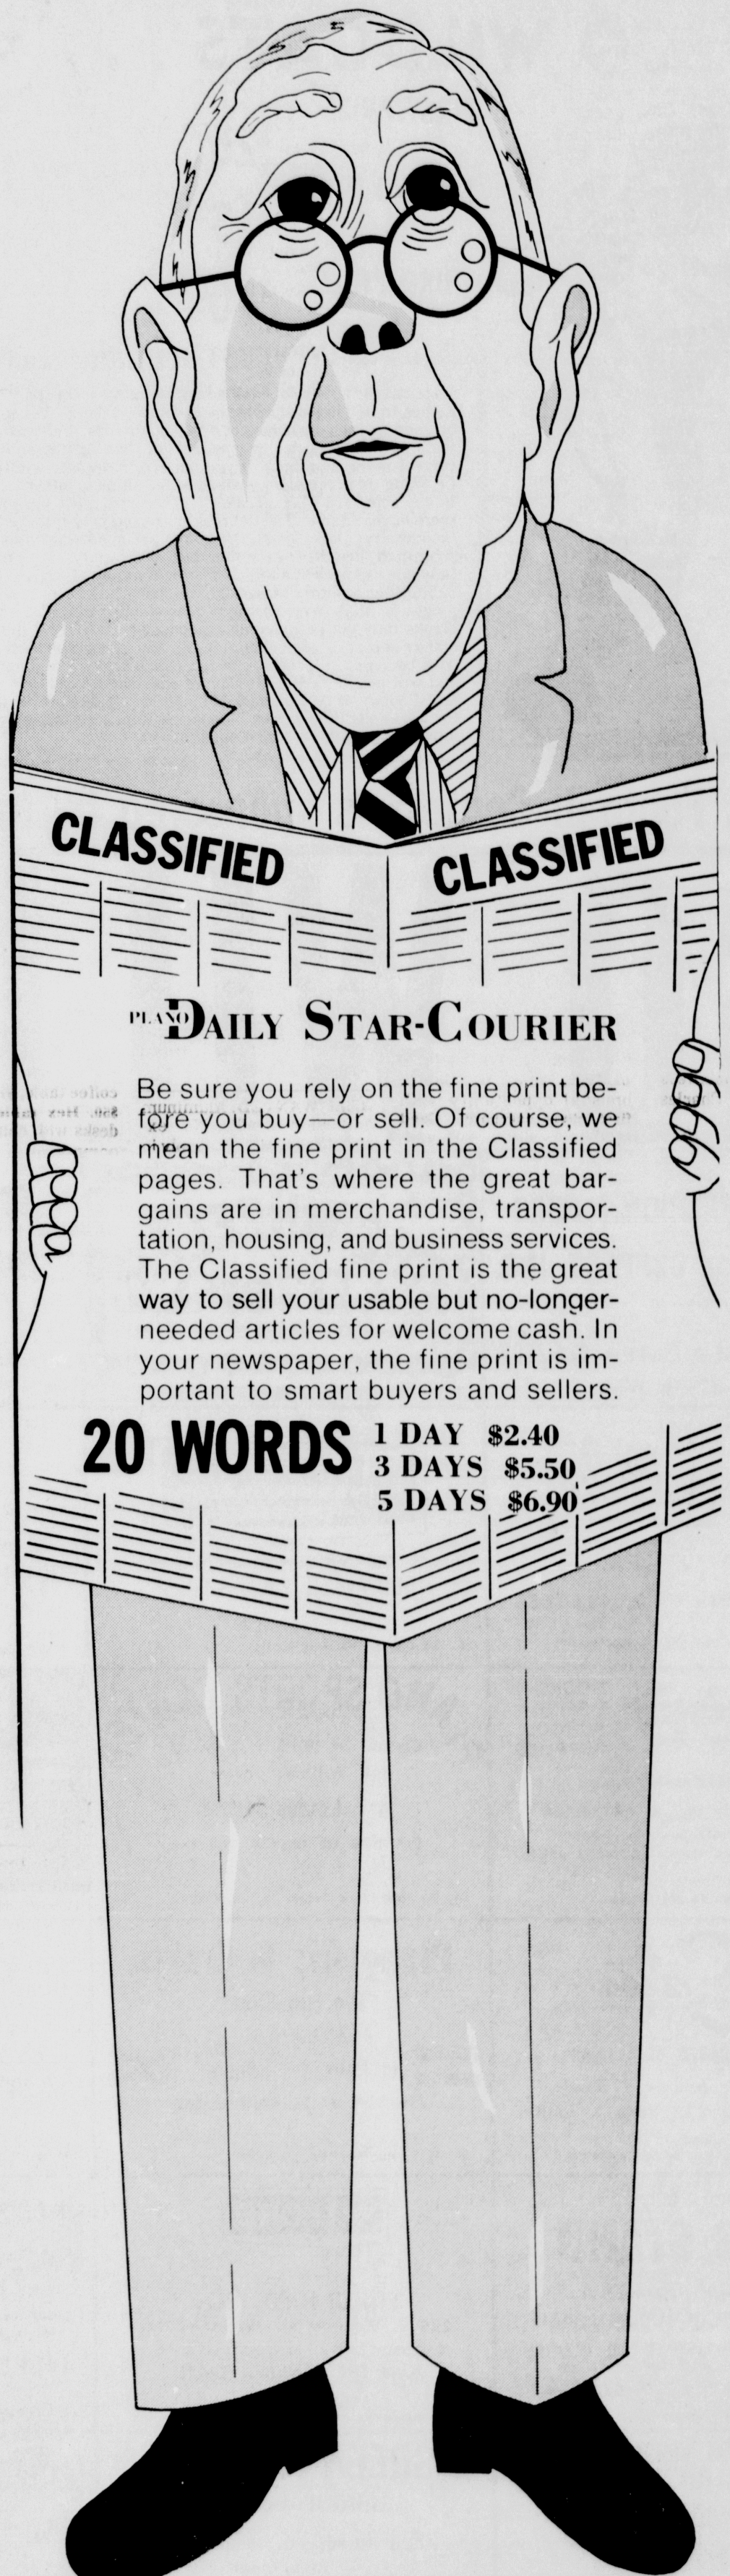 CLASSIFIED
CLASSIFIED
PLANO DAILY STAR-COURIER
Be sure you rely on the fine print be-
fore you buy—or sell. Of course, we
mean the fine print in the Classified
pages. That's where the great bar-
gains are in merchandise, transpor-
tation, housing, and business services.
The Classified fine print is the great
way to sell your usable but no-longer-
needed articles for welcome cash. In
your newspaper, the fine print is im-
portant to smart buyers and sellers.
20 WORDS
1 DAY $2.40
3 DAYS $5.50
5 DAYS $6.90